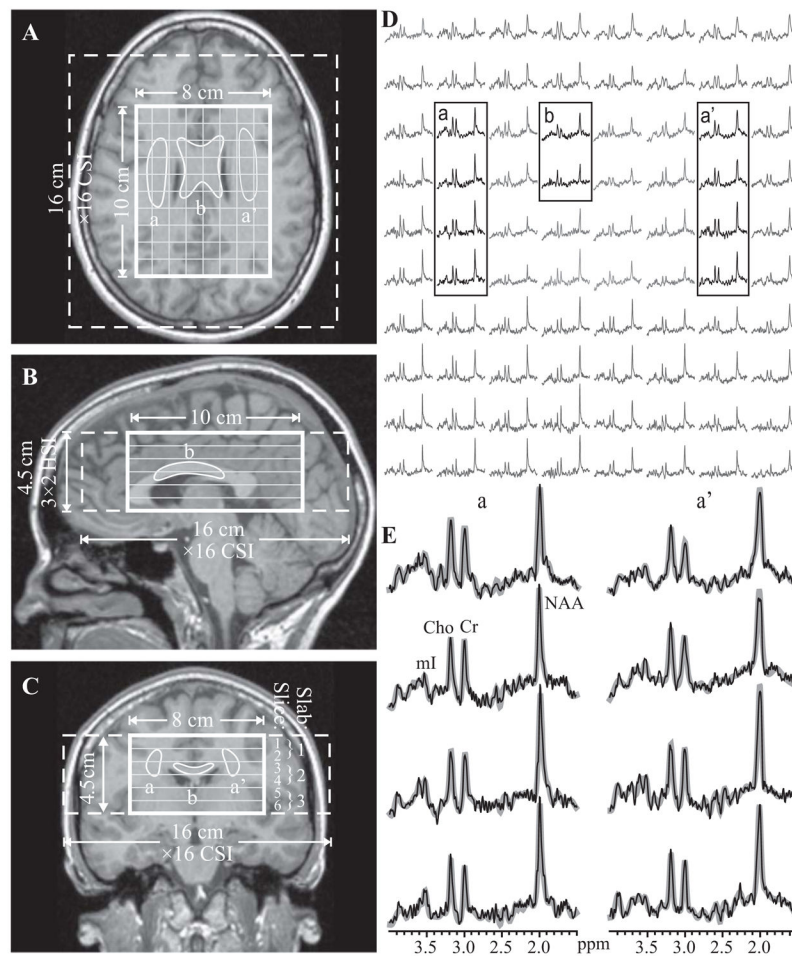 A
8 cm
16 cm
×16 CSI
10 cm
a
b
a'
B
10 cm
4.5 cm
3×2 HSI
b
16 cm
×16 CSI
C
8 cm
Slice:
Slab:
1
2
3
4
5
6
} 1
} 2
} 3
4.5cm
a
b
a'
16 cm
×16 CSI
D
a
b
a'
E
a
a'
NAA
Cho
Cr
mI
3.5
3.0
2.5
2.0
ppm
3.5
3.0
2.5
2.0